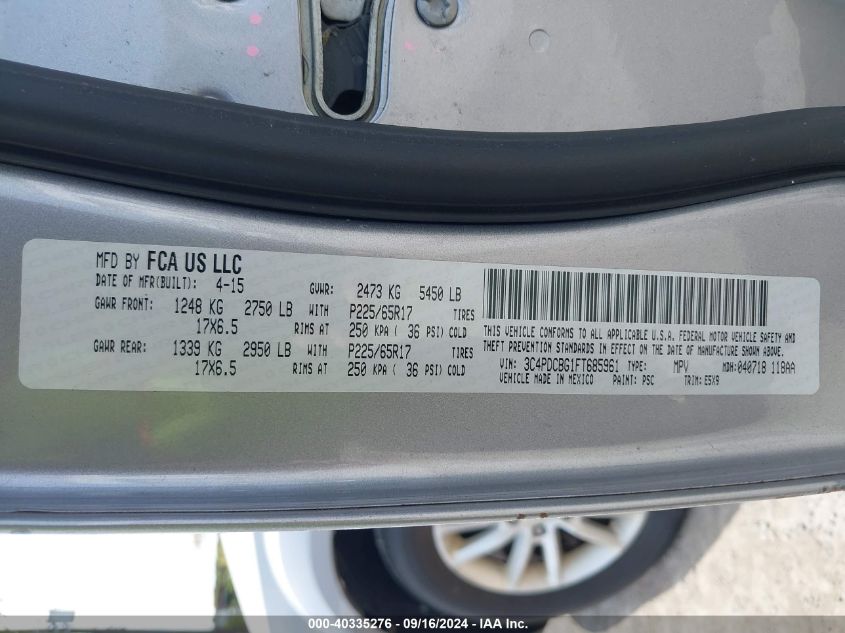 MFD BY FCA US LLC
DATE OF MFR(BUILT): 4-15 GVWR: 2473 KG 5450 LB
GAWR FRONT: 1248 KG 2750 LB WITH P225/65R17 TIRES
17X6.5 RIMS AT 250 KPA ( 36 PSI) COLD
GAWR REAR: 1339 KG 2950 LB WITH P225/65R17 TIRES
17X6.5 RIMS AT 250 KPA ( 36 PSI) COLD
THIS VEHICLE CONFORMS TO ALL APPLICABLE U.S.A. FEDERAL MOTOR VEHICLE SAFETY AND
THEFT PREVENTION STANDARDS IN EFFECT ON THE DATE OF MANUFACTURE SHOWN ABOVE.
VIN: 3C4PDCBG1FT685961 TYPE: MPV MDH:040718 118AA
VEHICLE MADE IN MEXICO PAINT: PSC TRIM: E5X9
000-40335276 - 09/16/2024 - IAA Inc.